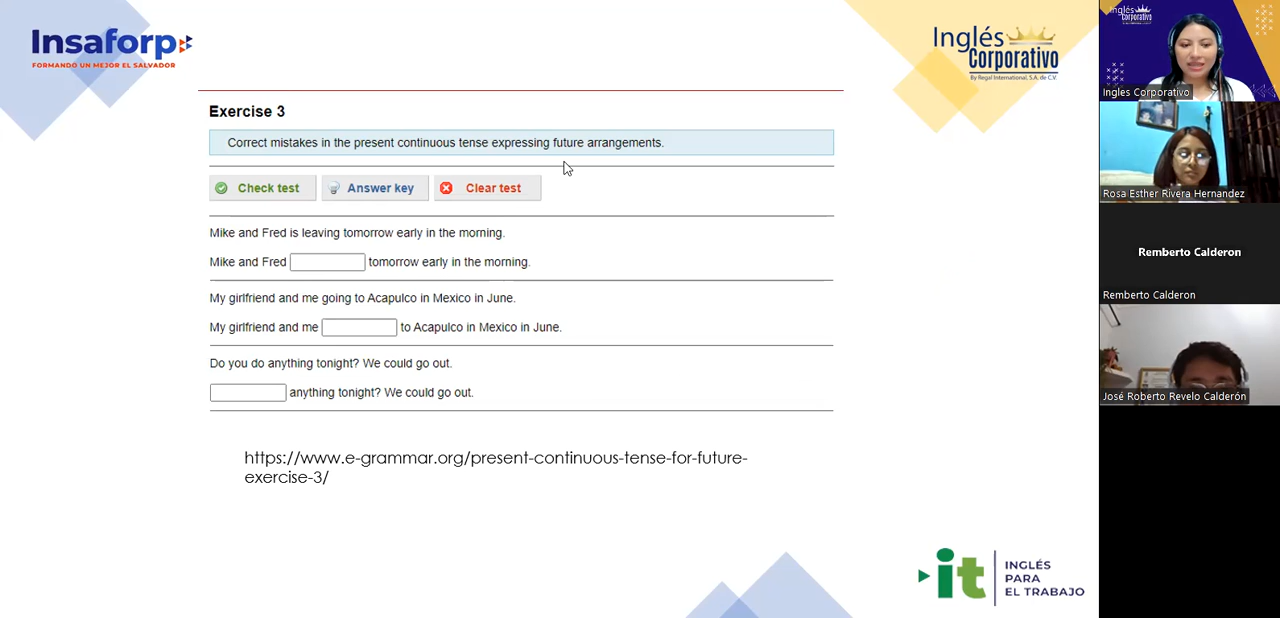 Insaforp
FORMANDO UN MEJOR EL SALVADOR
Inglés
Corporativo
By Regal International, S.A. de C.V.
Exercise 3
Correct mistakes in the present continuous tense expressing future arrangements.
Check test
Answer key
Clear test
Mike and Fred is leaving tomorrow early in the morning.
Mike and Fred tomorrow early in the morning.
My girlfriend and me going to Acapulco in Mexico in June.
My girlfriend and me to Acapulco in Mexico in June.
Do you do anything tonight? We could go out.
anything tonight? We could go out.
https://www.e-grammar.org/present-continuous-tense-for-future-
exercise-3/
it
INGLÉS
PARA
EL TRABAJO
Inglés
Corporativo
Ingles Corporativo
Rosa Esther Rivera Hernandez
Remberto Calderon
Remberto Calderon
José Roberto Revelo Calderón